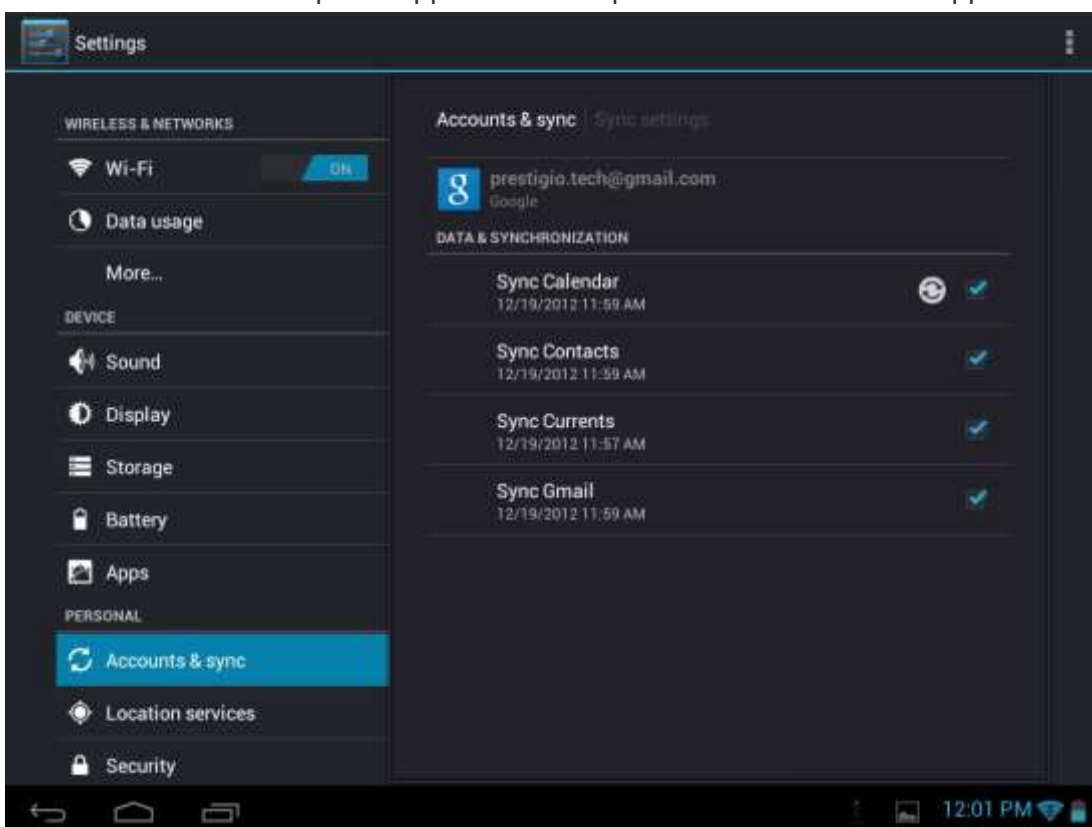 Settings
WIRELESS & NETWORKS
Wi-Fi
ON
Data usage
More...
DEVICE
Sound
Display
Storage
Battery
Apps
PERSONAL
Accounts & sync
Location services
Security
Accounts & sync
Sync settings
g
prestigio.tech@gmail.com
Google
DATA & SYNCHRONIZATION
Sync Calendar
12/19/2012 11:59 AM
Sync Contacts
12/19/2012 11:59 AM
Sync Currents
12/19/2012 11:57 AM
Sync Gmail
12/19/2012 11:59 AM
12:01 PM